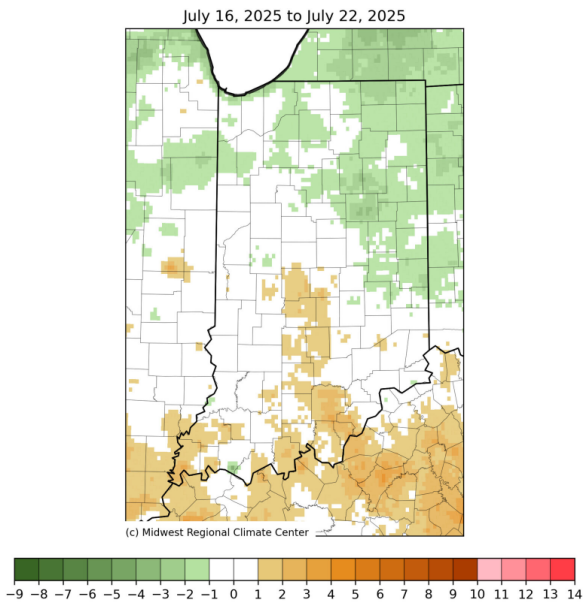 July 16, 2025 to July 22, 2025
(c) Midwest Regional Climate Center
−9 −8 −7 −6 −5 −4 −3 −2 −1 0 1 2 3 4 5 6 7 8 9 10 11 12 13 14